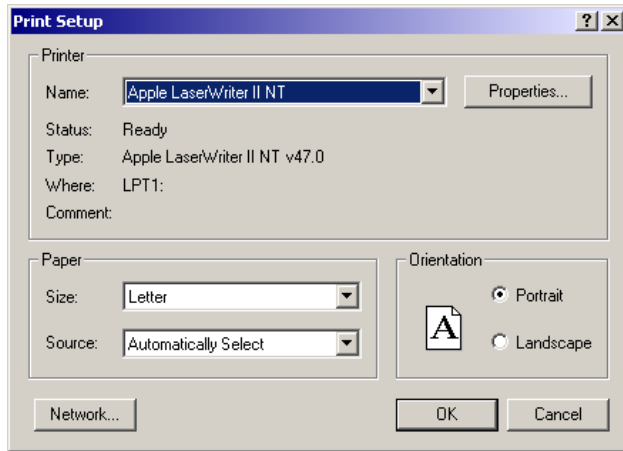 Print Setup
Printer
Name: Apple LaserWriter II NT Properties...
Status: Ready
Type: Apple LaserWriter II NT v47.0
Where: LPT1:
Comment:
Paper
Size: Letter
Source: Automatically Select
Orientation
A
Portrait
Landscape
Network... OK Cancel